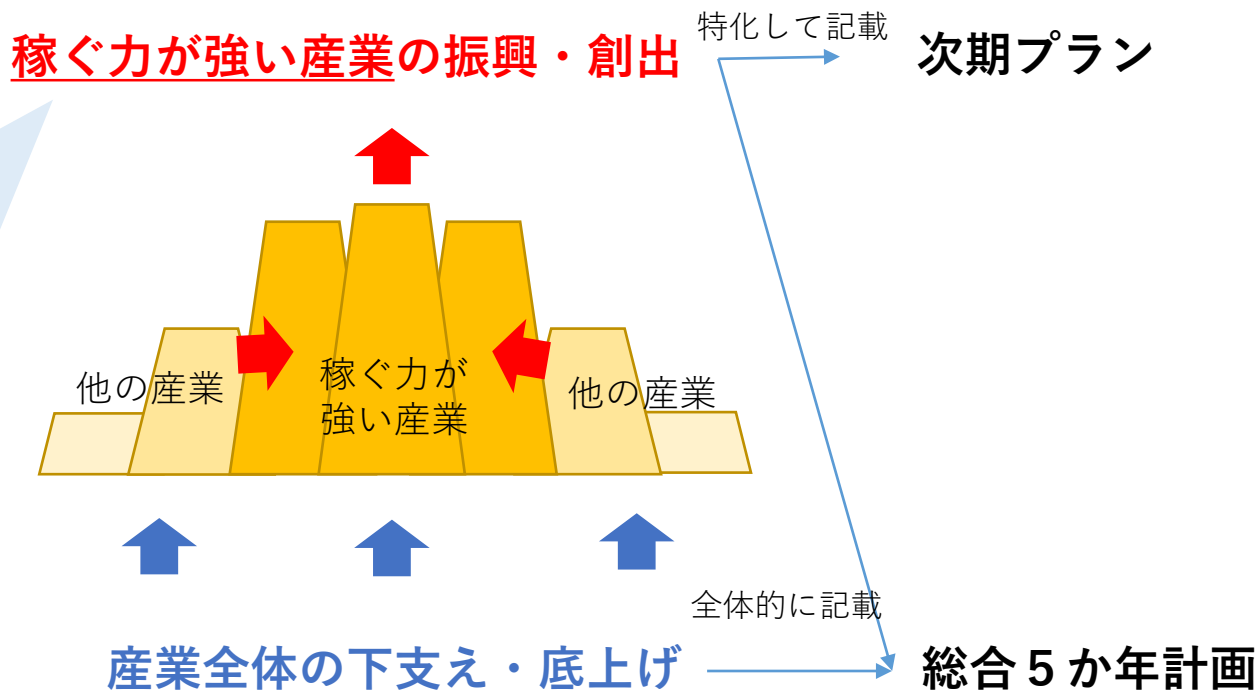 特化して記載
稼ぐ力が強い産業の振興・創出
次期プラン
他の産業
稼ぐ力が
強い産業
他の産業
全体的に記載
産業全体の下支え・底上げ
総合５か年計画